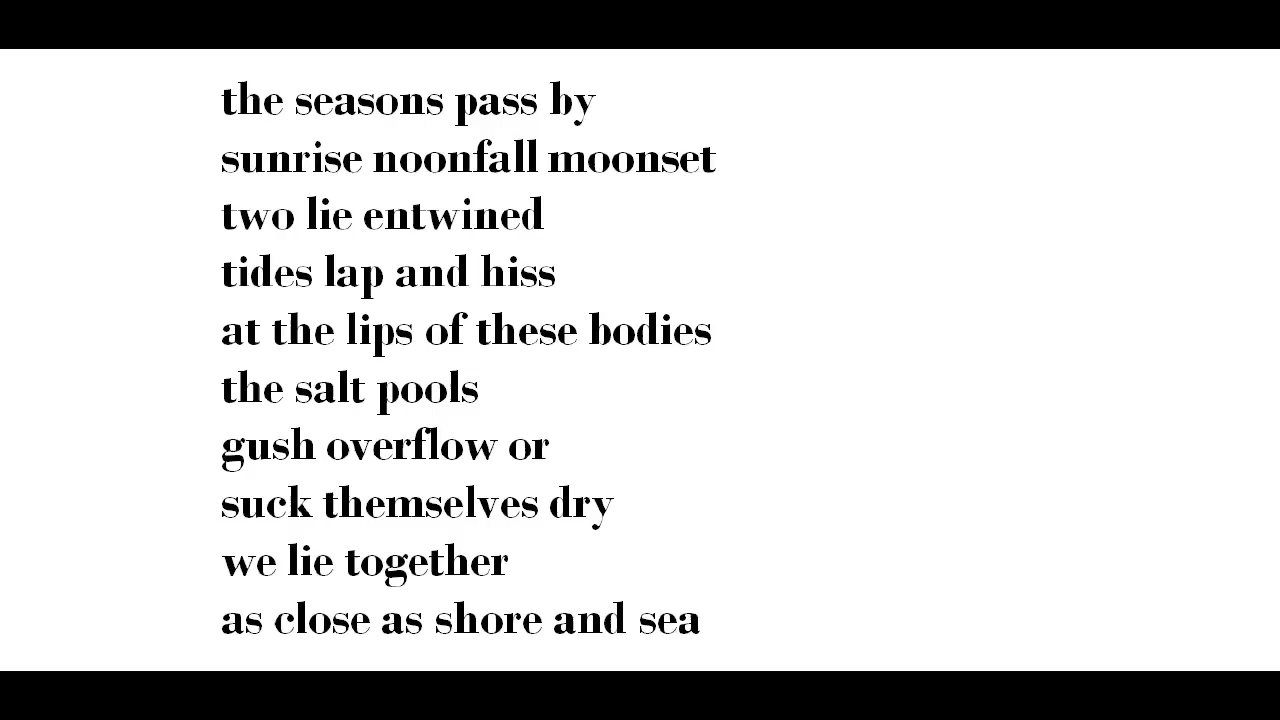 the seasons pass by
sunrise noonfall moonset
two lie entwined
tides lap and hiss
at the lips of these bodies
the salt pools
gush overflow or
suck themselves dry
we lie together
as close as shore and sea